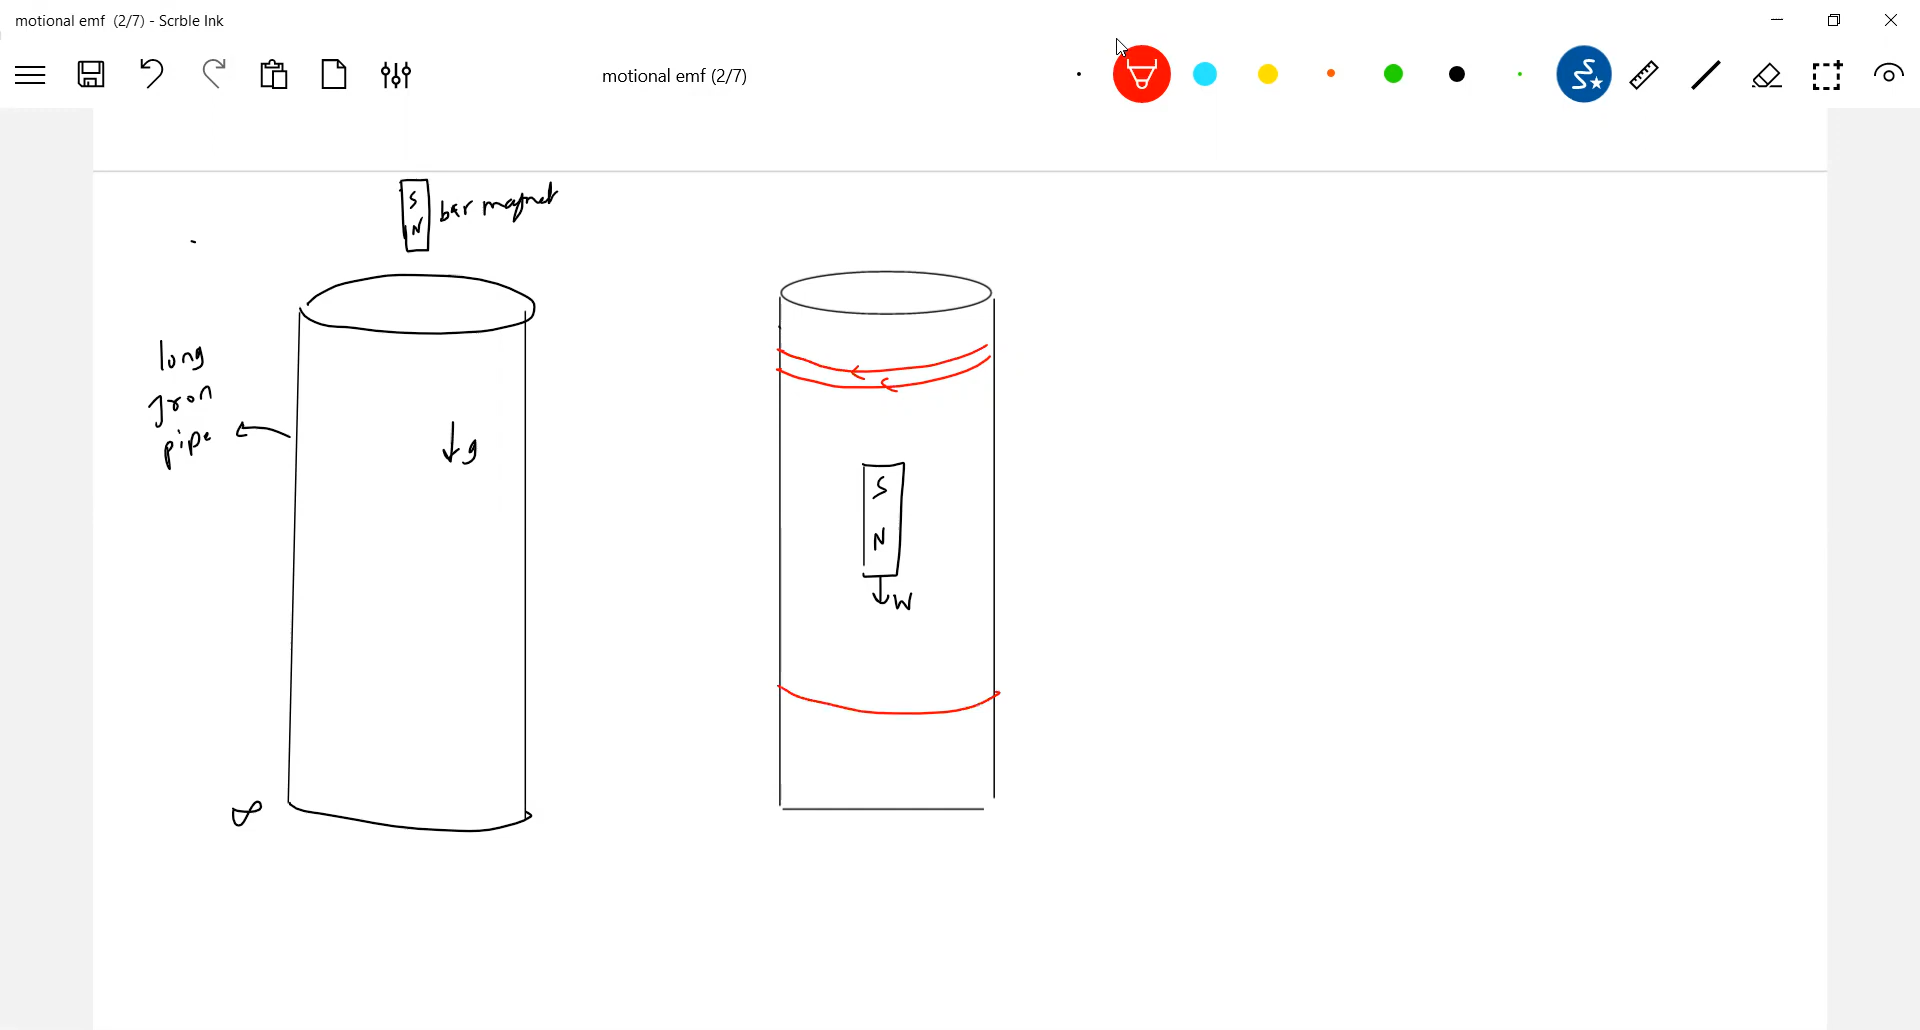 motional emf (2/7) - Scrble Ink
motional emf (2/7)
S
N
bar magnet
long
Iron
pipe
g
∞
S
N
W